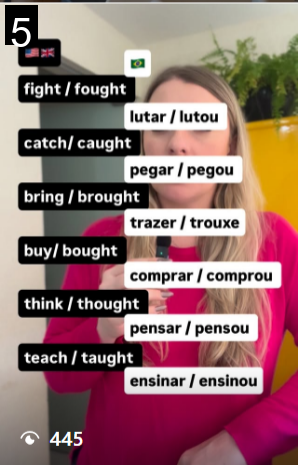 5
🇺🇸🇬🇧
🇧🇷
fight / fought
lutar / lutou
catch/ caught
pegar / pegou
bring / brought
trazer / trouxe
buy/ bought
comprar / comprou
think / thought
pensar / pensou
teach / taught
ensinar / ensinou
445